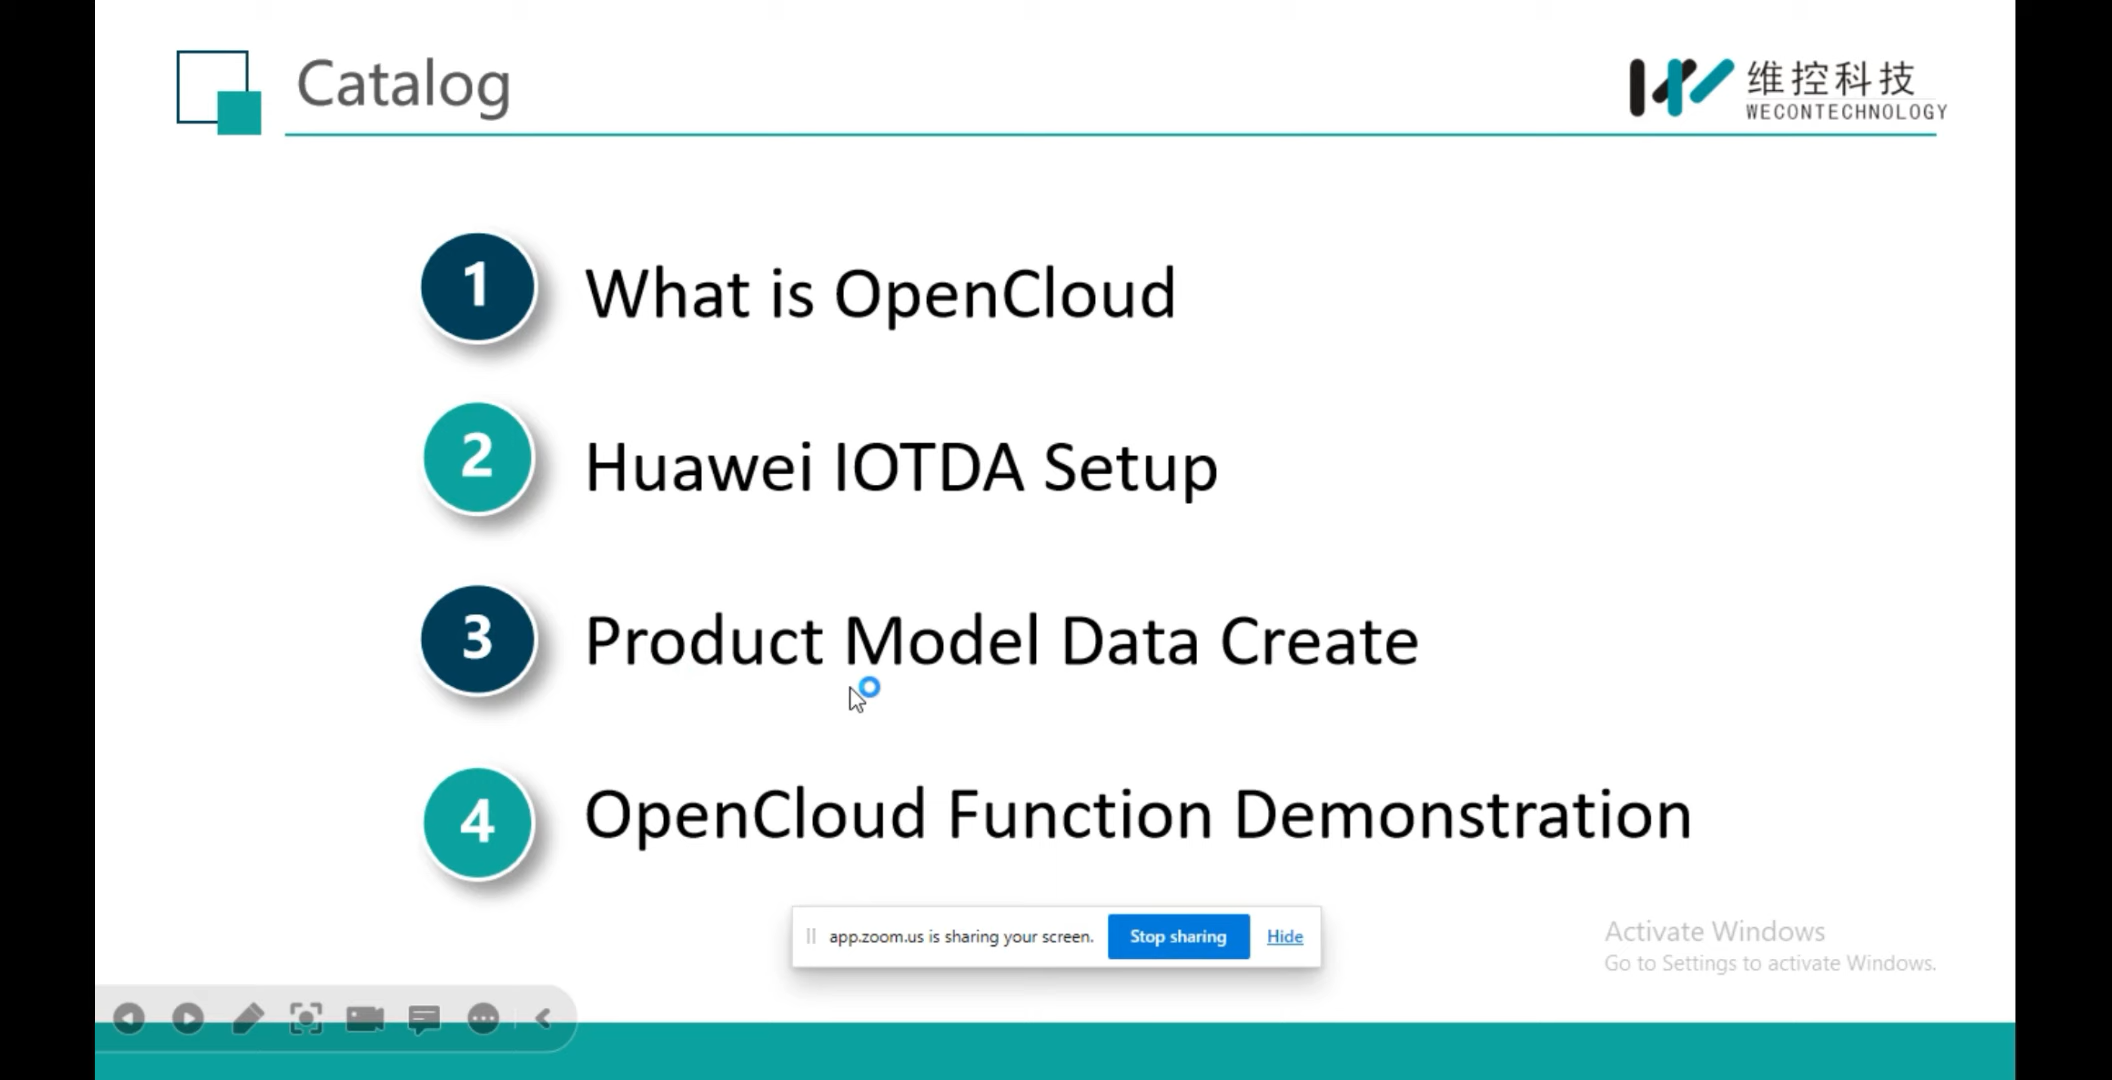 Catalog
维控科技
WECONTECHNOLOGY
1
What is OpenCloud
2
Huawei IOTDA Setup
3
Product Model Data Create
4
OpenCloud Function Demonstration
app.zoom.us is sharing your screen.
Stop sharing
Hide
Activate Windows
Go to Settings to activate Windows.